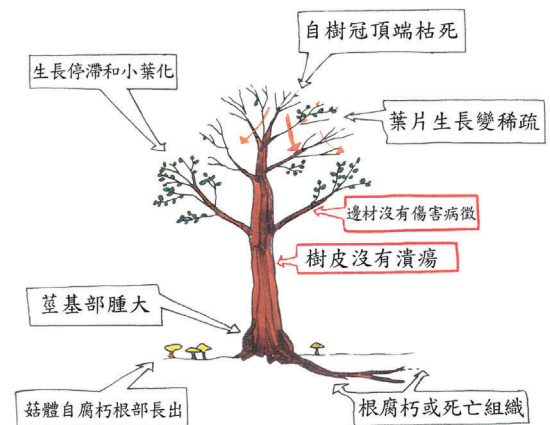 自樹冠頂端枯死
生長停滯和小葉化
葉片生長變稀疏
邊材沒有傷害病徵
樹皮沒有潰瘍
莖基部腫大
菇體自腐朽根部長出
根腐朽或死亡組織